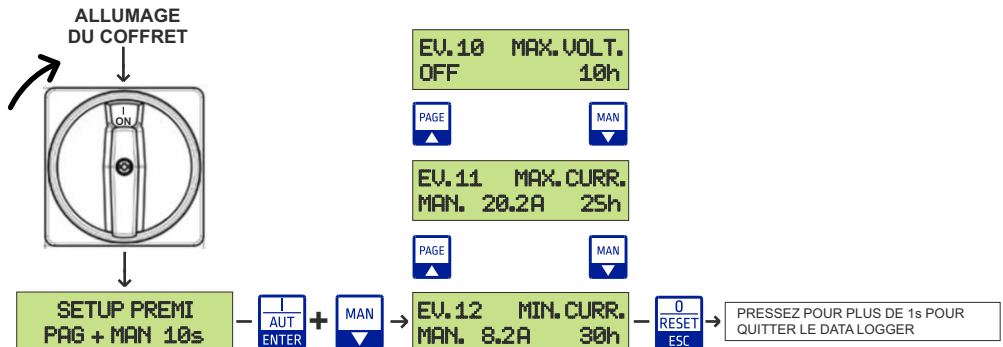 ALLUMAGE
DU COFFRET
I
ON
EV.10 MAX.VOLT.
OFF 10h
PAGE
MAN
EV.11 MAX.CURR.
MAN. 20.2A 25h
PAGE
MAN
SETUP PREMI
PAG + MAN 10s
–
I
AUT
ENTER
+
MAN
EV.12 MIN.CURR.
MAN. 8.2A 30h
–
0
RESET
ESC
PRESSEZ POUR PLUS DE 1s POUR
QUITTER LE DATA LOGGER